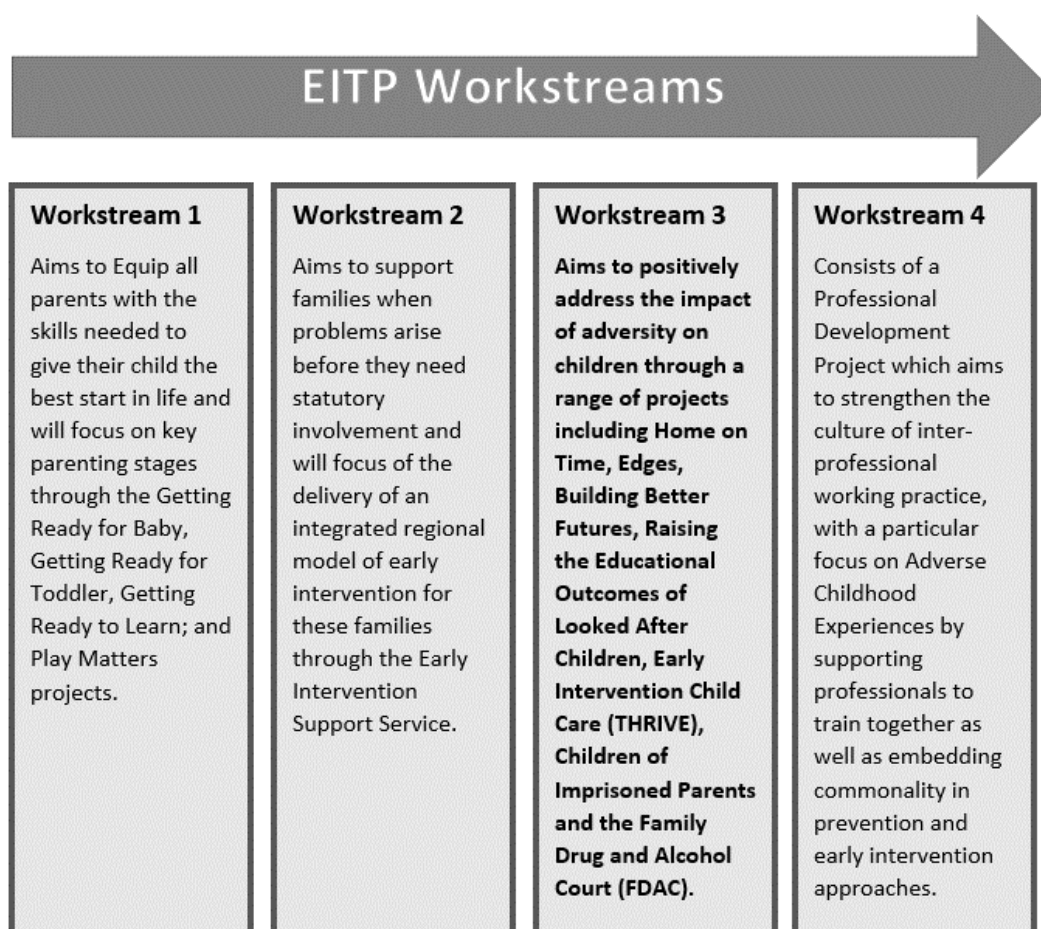 EITP Workstreams
Workstream 1
Aims to Equip all
parents with the
skills needed to
give their child the
best start in life and
will focus on key
parenting stages
through the Getting
Ready for Baby,
Getting Ready for
Toddler, Getting
Ready to Learn; and
Play Matters
projects.
Workstream 2
Aims to support
families when
problems arise
before they need
statutory
involvement and
will focus of the
delivery of an
integrated regional
model of early
intervention for
these families
through the Early
Intervention
Support Service.
Workstream 3
Aims to positively
address the impact
of adversity on
children through a
range of projects
including Home on
Time, Edges,
Building Better
Futures, Raising
the Educational
Outcomes of
Looked After
Children, Early
Intervention Child
Care (THRIVE),
Children of
Imprisoned Parents
and the Family
Drug and Alcohol
Court (FDAC).
Workstream 4
Consists of a
Professional
Development
Project which aims
to strengthen the
culture of inter-
professional
working practice,
with a particular
focus on Adverse
Childhood
Experiences by
supporting
professionals to
train together as
well as embedding
commonality in
prevention and
early intervention
approaches.